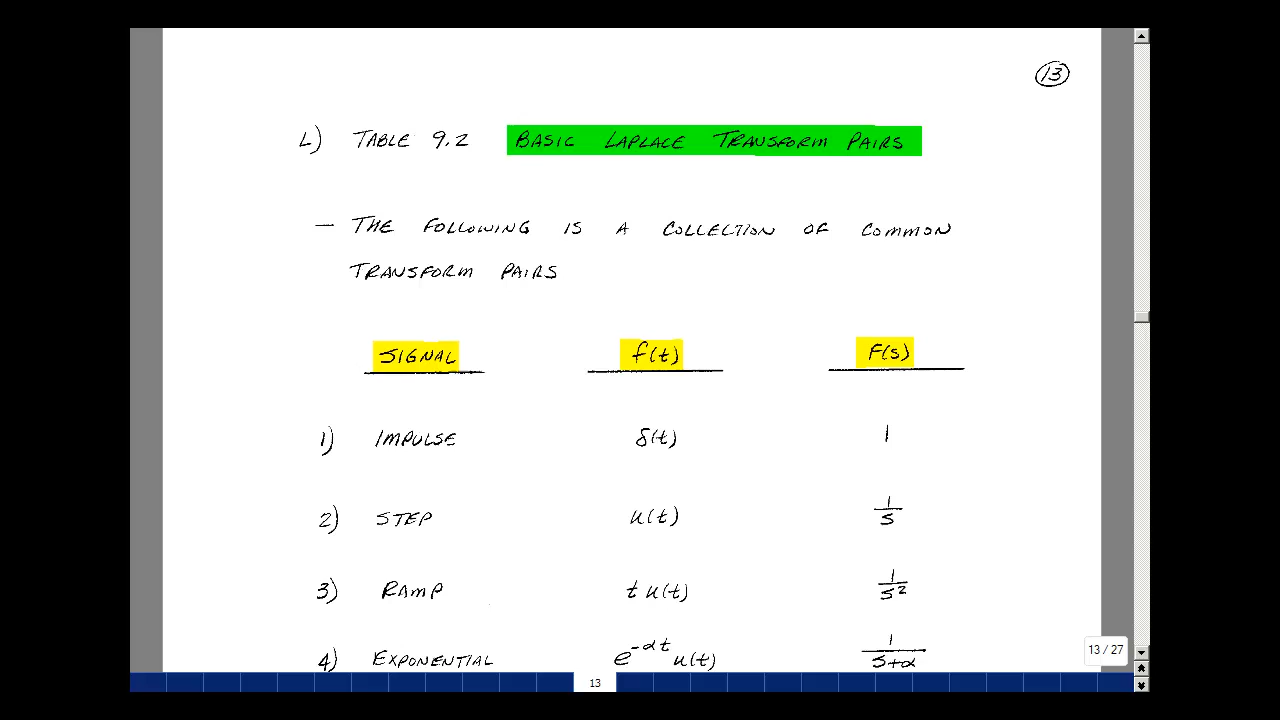 13
L) TABLE 9.2 BASIC LAPLACE TRANSFORM PAIRS
— THE FOLLOWING IS A COLLECTION OF COMMON
TRANSFORM PAIRS
SIGNAL f(t) F(s)
1) IMPULSE δ(t) 1
2) STEP u(t) 1/s
3) RAMP t u(t) 1/s²
4) EXPONENTIAL e^-αt u(t) 1/(s+α)
13 / 27
13